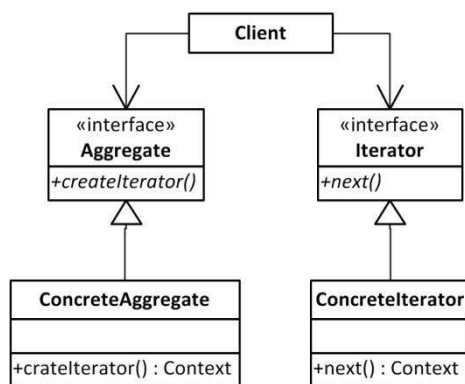 Client
«interface»
Aggregate
+createIterator()
«interface»
Iterator
+next()
ConcreteAggregate
+crateIterator() : Context
ConcreteIterator
+next() : Context